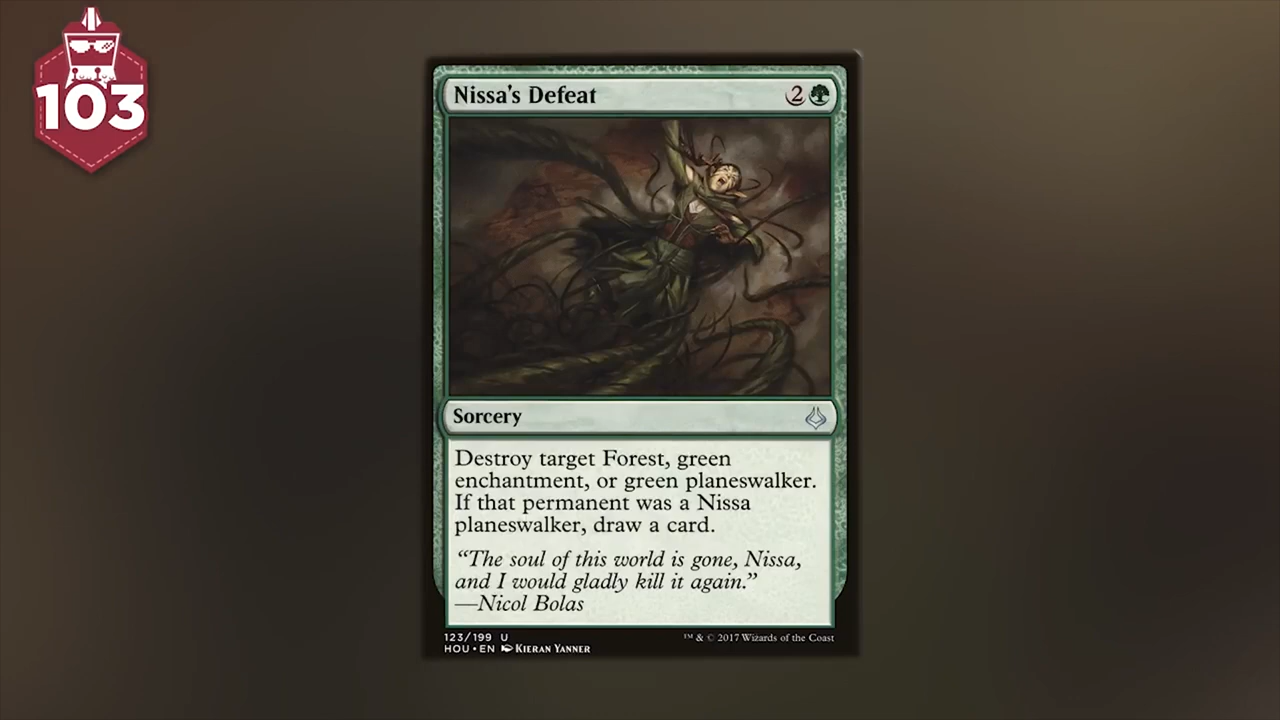 103
Nissa's Defeat
2
Sorcery
Destroy target Forest, green
enchantment, or green planeswalker.
If that permanent was a Nissa
planeswalker, draw a card.
“The soul of this world is gone, Nissa,
and I would gladly kill it again.”
—Nicol Bolas
123/199 U
HOU • EN Kieran Yanner
™ & © 2017 Wizards of the Coast